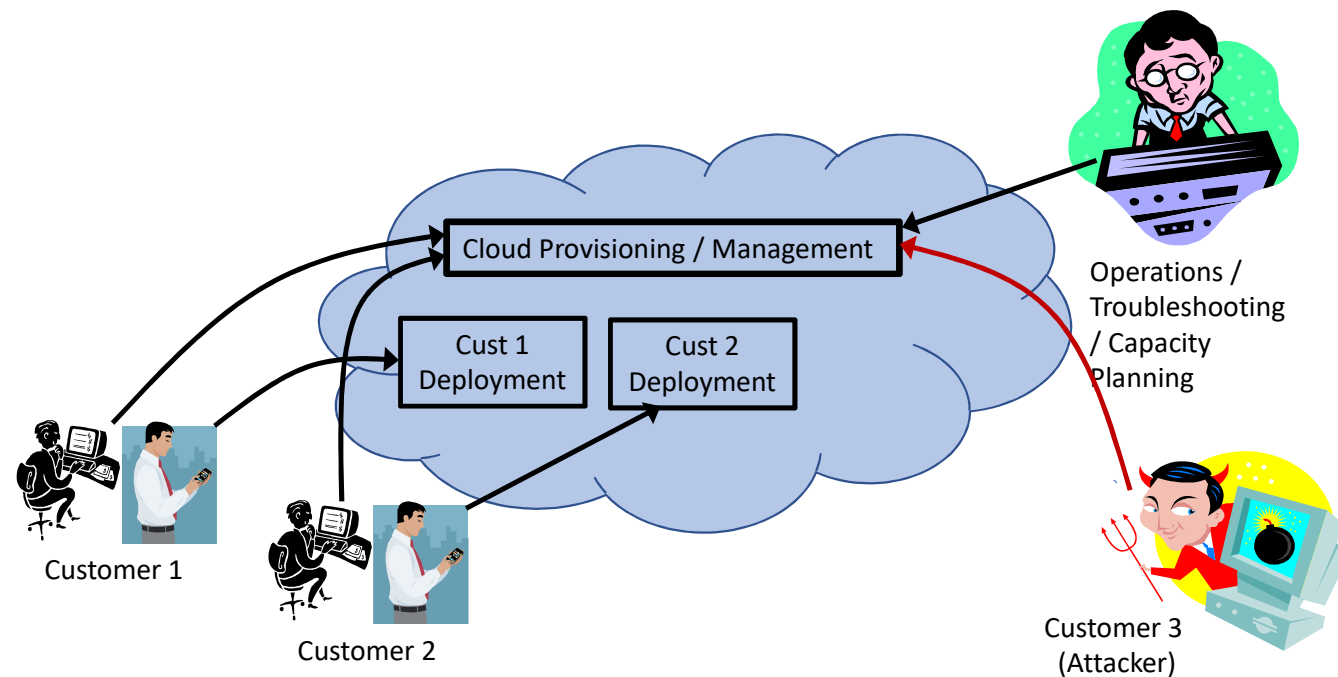 Cloud Provisioning / Management
Operations /
Troubleshooting
/ Capacity
Planning
Cust 1
Deployment
Cust 2
Deployment
Customer 1
Customer 2
Customer 3
(Attacker)